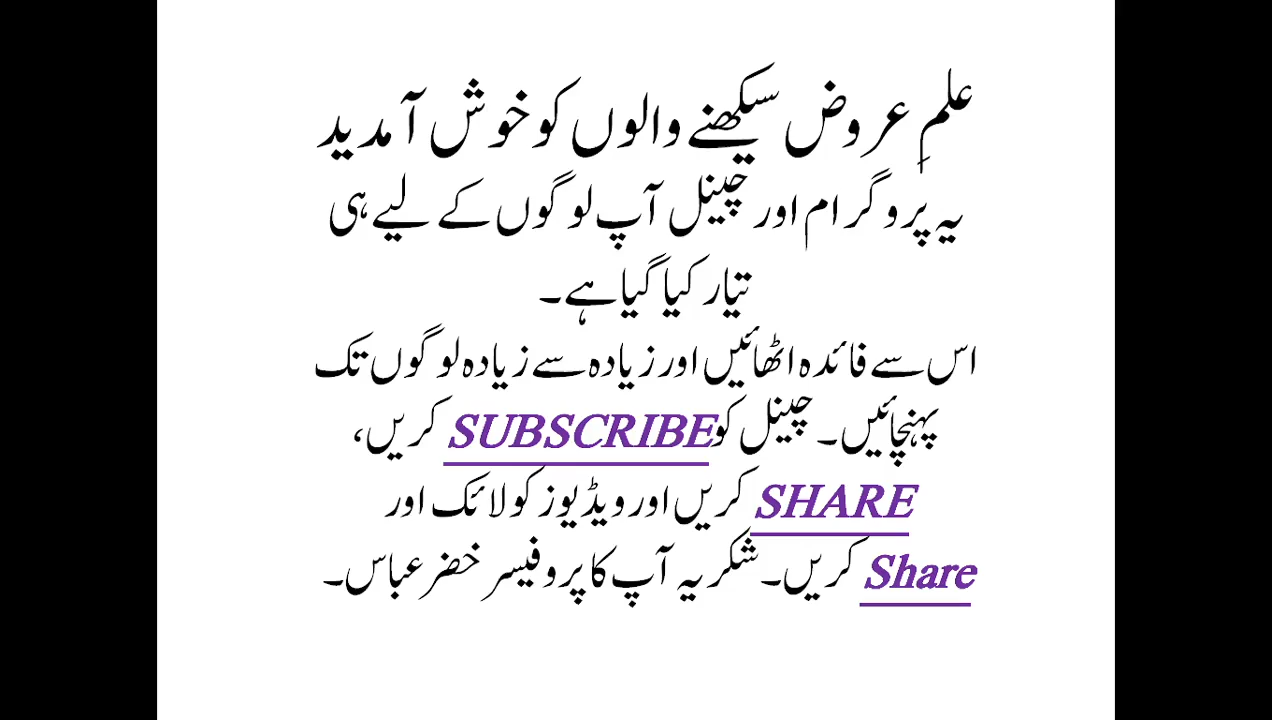 علمِ عروض سیکھنے والوں کو خوش آمدید
یہ پروگرام اور چینل آپ لوگوں کے لیے ہی
تیار کیا گیا ہے۔
اس سے فائدہ اٹھائیں اور زیادہ سے زیادہ لوگوں تک
پہنچائیں۔ چینل کو SUBSCRIBE کریں،
SHARE کریں اور ویڈیوز کو لائک اور
Share کریں۔ شکریہ آپ کا پروفیسر خضر عباس۔